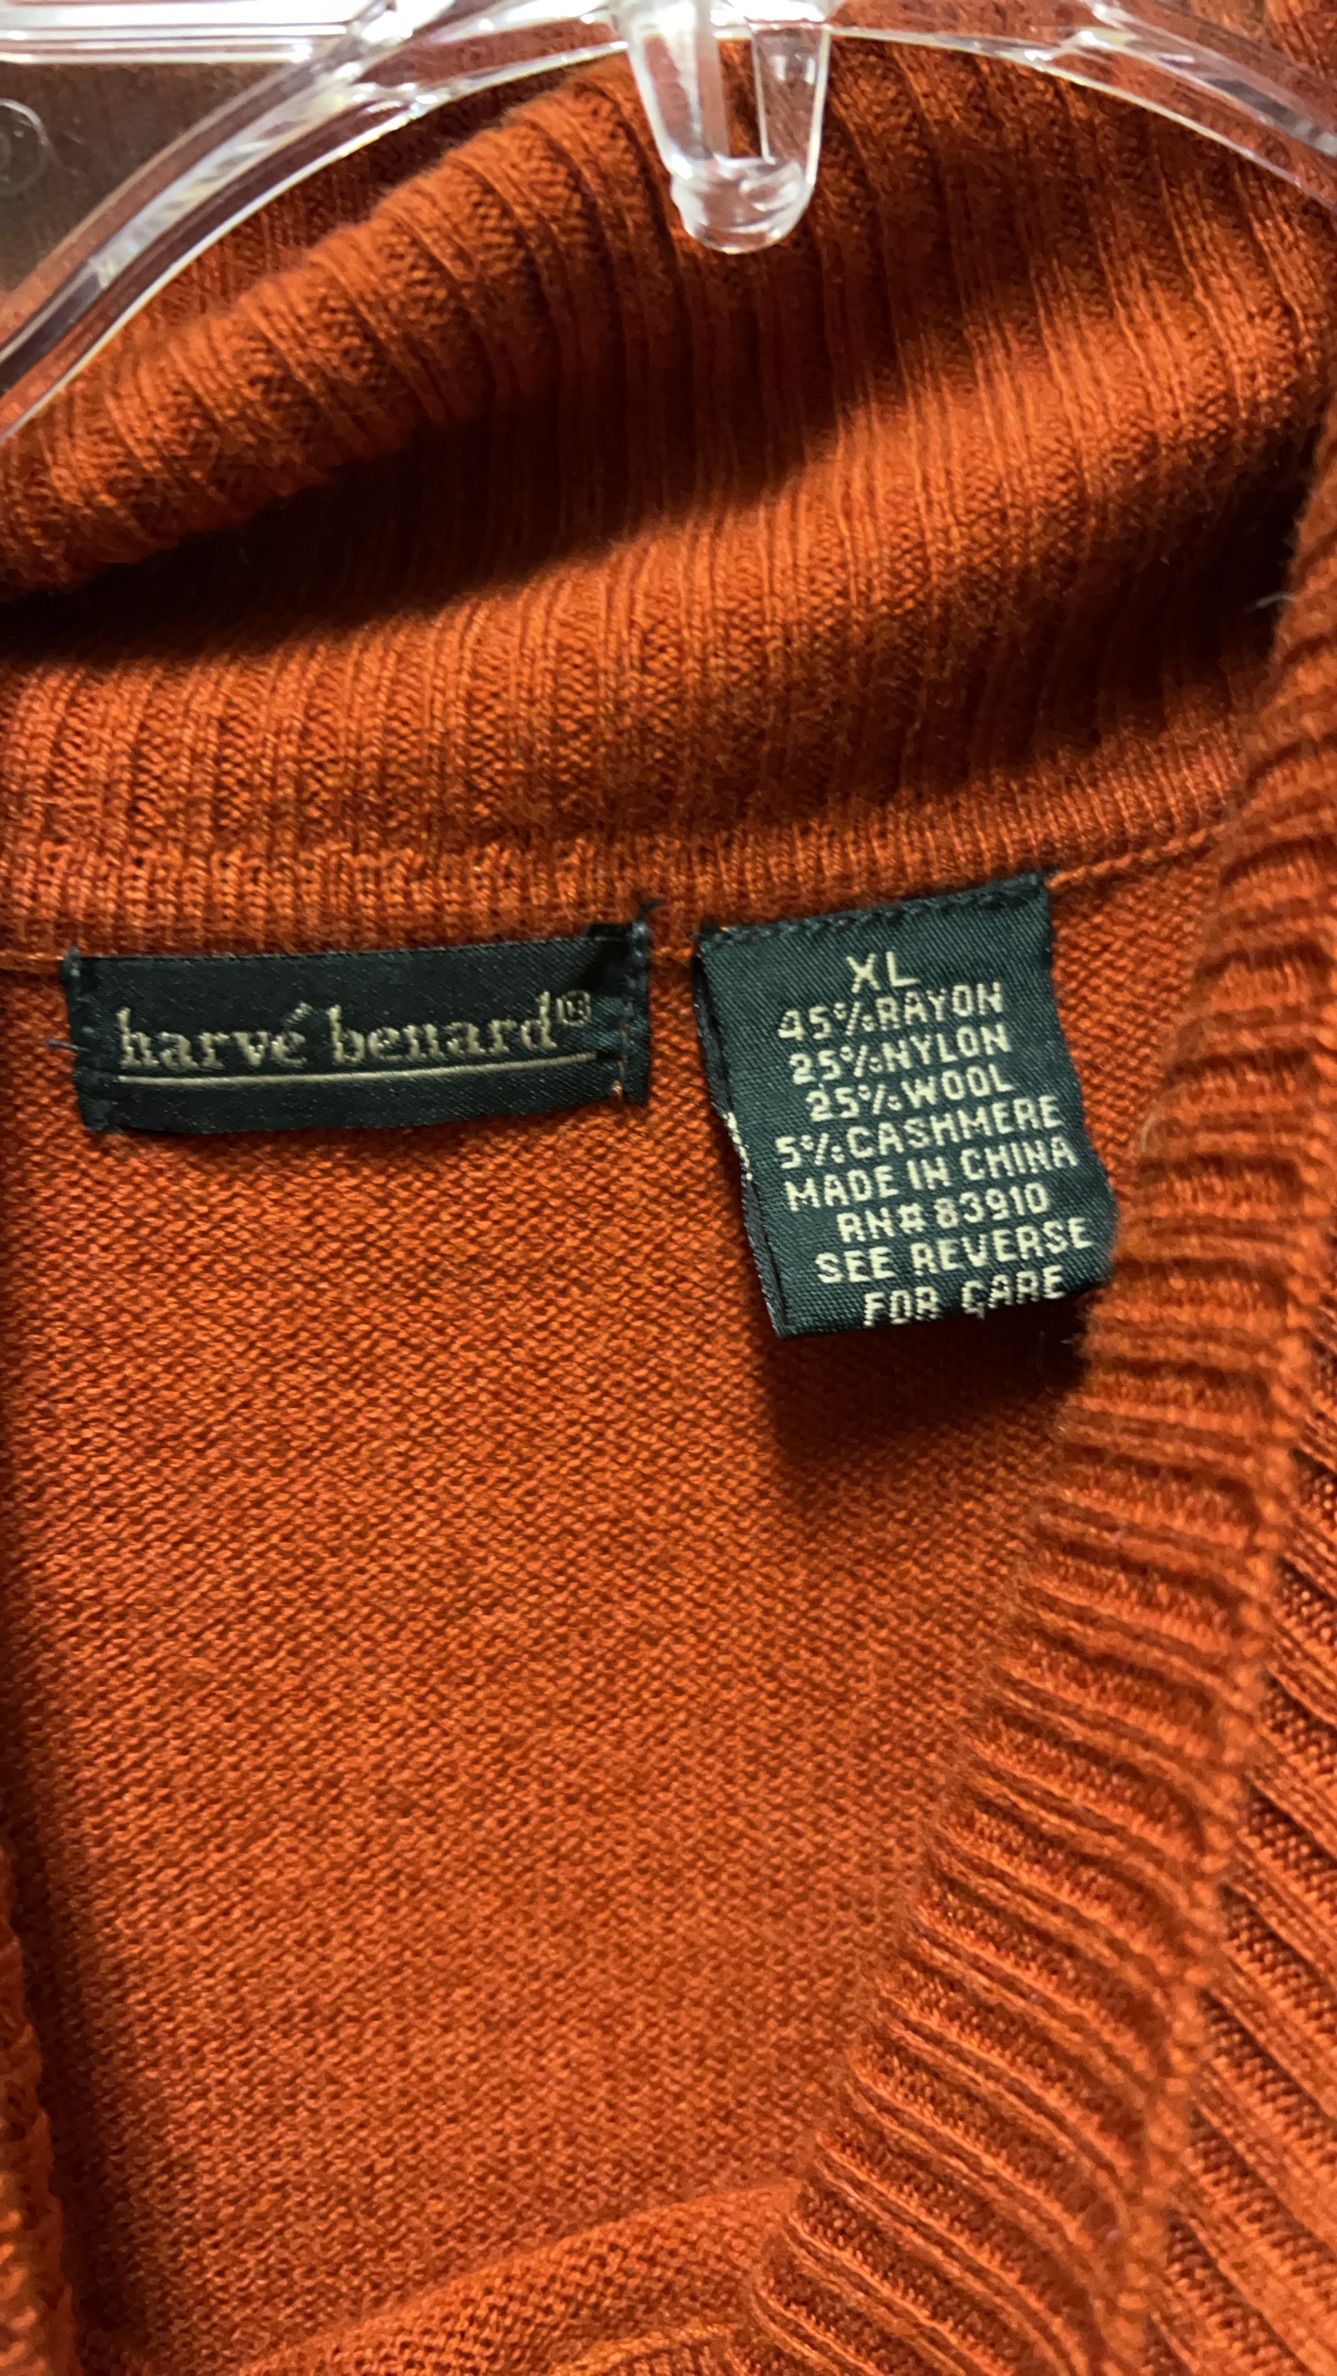 harvé benard
XL
45% RAYON
25% NYLON
25% WOOL
5% CASHMERE
MADE IN CHINA
RN# 83910
SEE REVERSE
FOR CARE